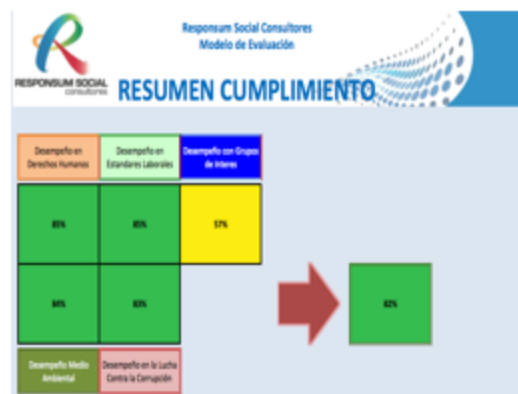 Responsum Social Consultores
Modelo de Evaluación
RESPONSUM SOCIAL
consultores
RESUMEN CUMPLIMIENTO
Desempeño en
Derechos Humanos
Desempeño en
Estandares Laborales
Desempeño con Grupos
de Interes
85% 57%
84% 83%
82%
Desempeño Medio
Ambiental
Desempeño en la Lucha
Contra la Corrupción